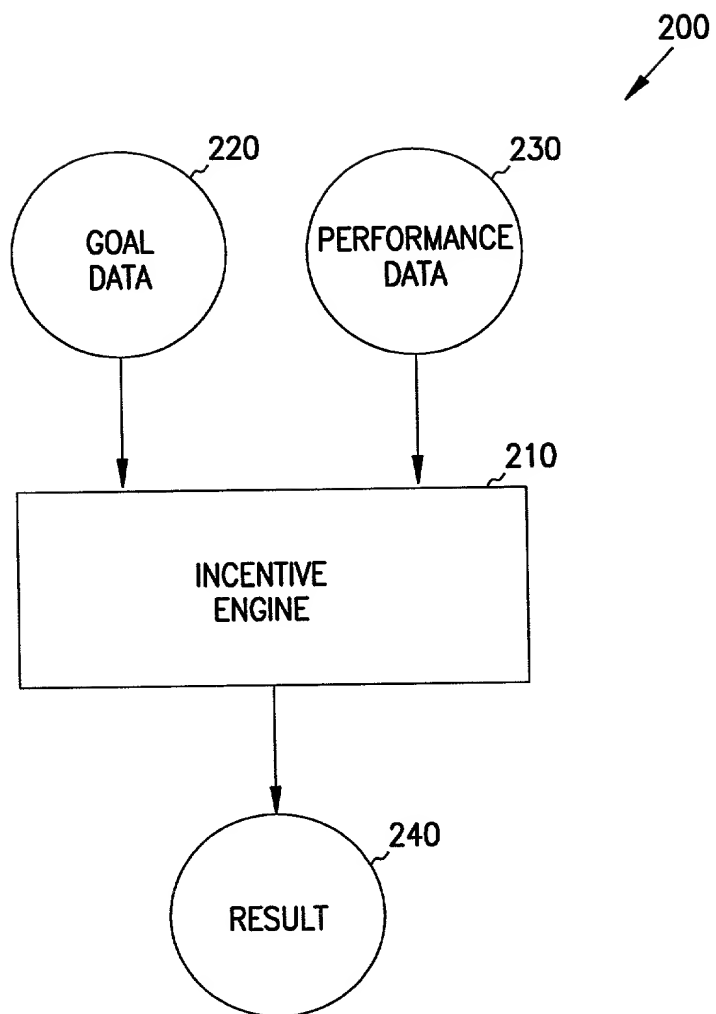 200
220
230
GOAL
DATA
PERFORMANCE
DATA
210
INCENTIVE
ENGINE
240
RESULT